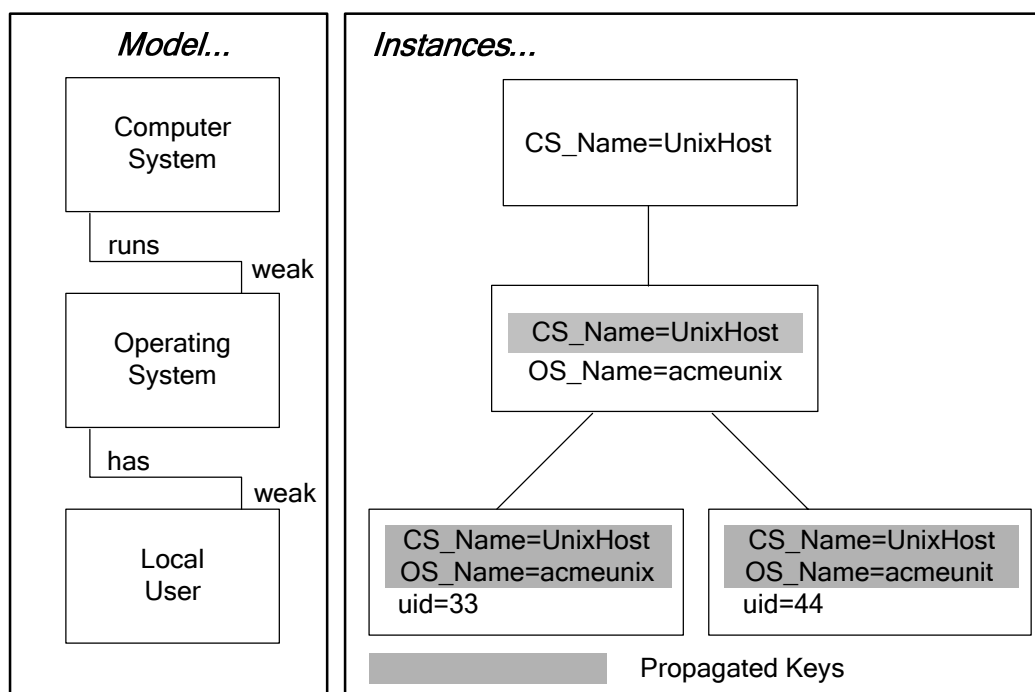 Model...
Computer
System
runs
weak
Operating
System
has
weak
Local
User
Instances...
CS_Name=UnixHost
CS_Name=UnixHost
OS_Name=acmeunix
CS_Name=UnixHost
OS_Name=acmeunix
uid=33
CS_Name=UnixHost
OS_Name=acmeunit
uid=44
Propagated Keys